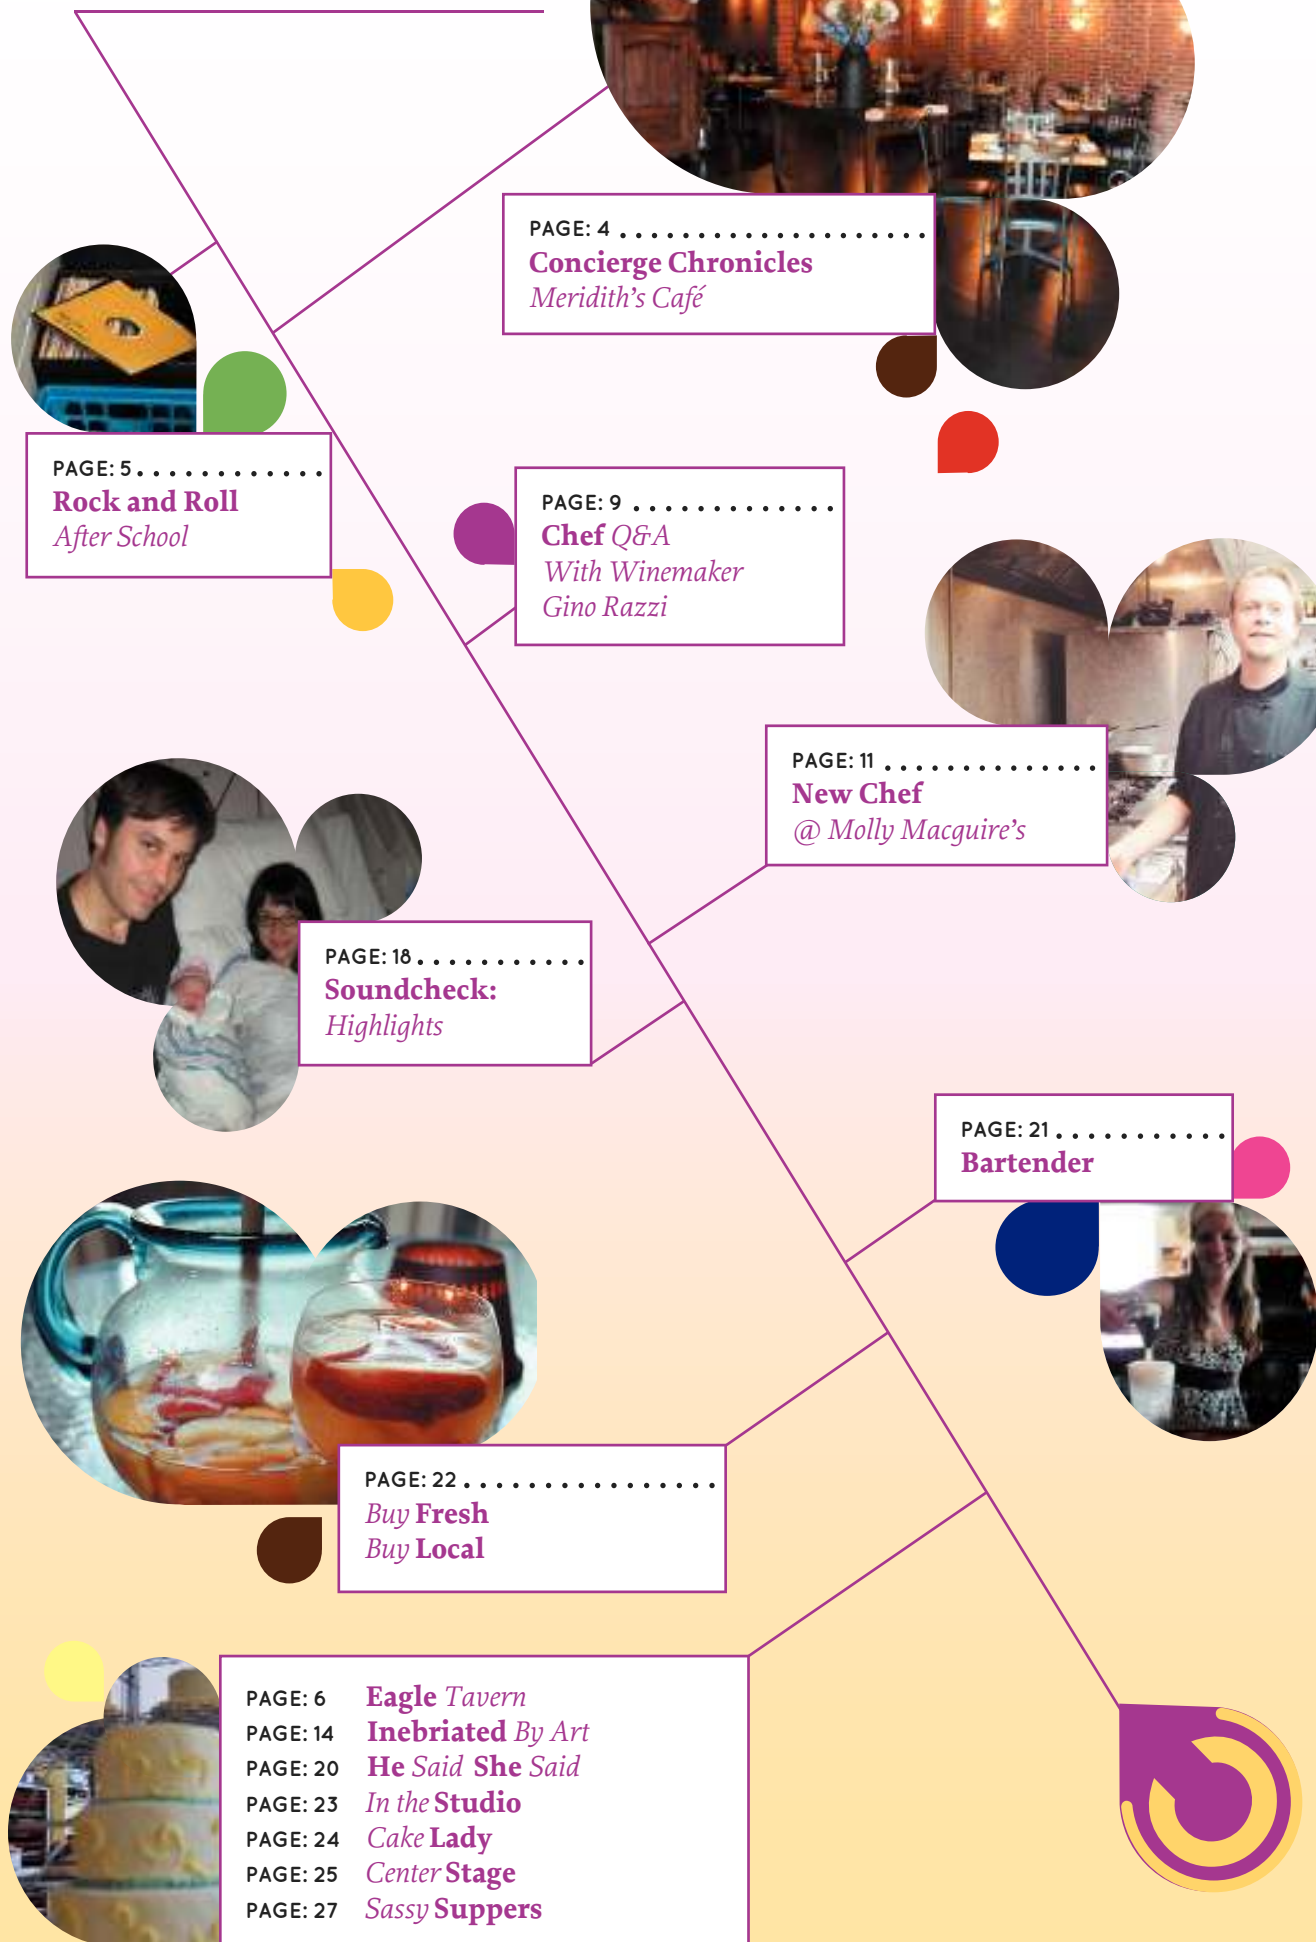 PAGE: 4 ...................
Concierge Chronicles
Meridith's Café
PAGE: 5 ............
Rock and Roll
After School
PAGE: 9 .............
Chef Q&A
With Winemaker
Gino Razzi
PAGE: 11 ..............
New Chef
@ Molly Macguire's
PAGE: 18 ...........
Soundcheck:
Highlights
PAGE: 21 ...........
Bartender
PAGE: 22 ................
Buy Fresh
Buy Local
PAGE: 6 Eagle Tavern
PAGE: 14 Inebriated By Art
PAGE: 20 He Said She Said
PAGE: 23 In the Studio
PAGE: 24 Cake Lady
PAGE: 25 Center Stage
PAGE: 27 Sassy Suppers